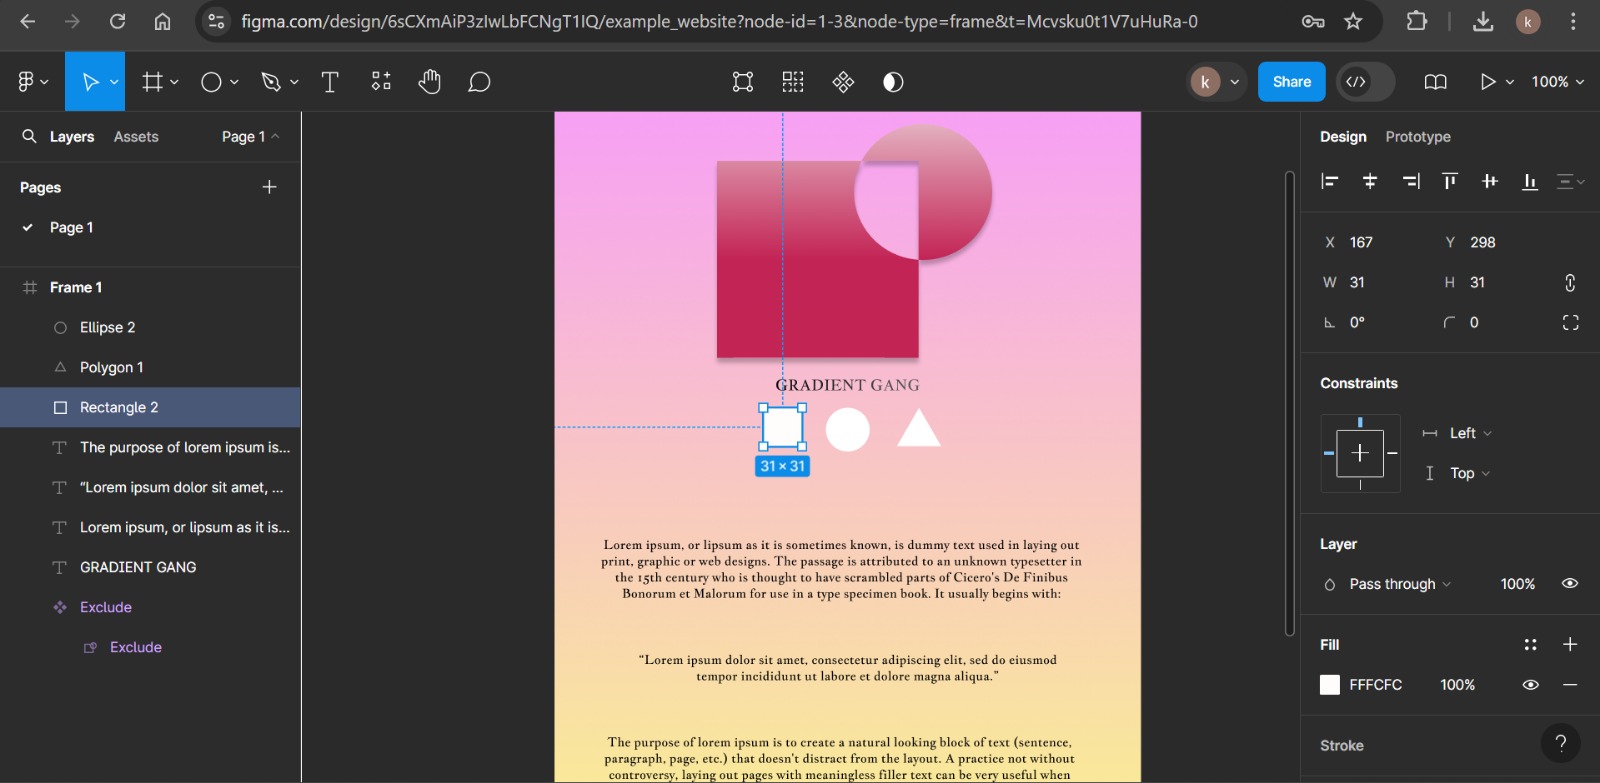 figma.com/design/6sCXmAiP3zIwLbFCNgT1IQ/example_website?node-id=1-3&node-type=frame&t=Mcvsku0t1V7uHuRa-0
k
k
Share
100%
Layers
Assets
Page 1
Pages
Page 1
Frame 1
Ellipse 2
Polygon 1
Rectangle 2
The purpose of lorem ipsum is...
“Lorem ipsum dolor sit amet, ...
Lorem ipsum, or lipsum as it is...
GRADIENT GANG
Exclude
Exclude
GRADIENT GANG
31 × 31
Lorem ipsum, or lipsum as it is sometimes known, is dummy text used in laying out
print, graphic or web designs. The passage is attributed to an unknown typesetter in
the 15th century who is thought to have scrambled parts of Cicero's De Finibus
Bonorum et Malorum for use in a type specimen book. It usually begins with:
“Lorem ipsum dolor sit amet, consectetur adipiscing elit, sed do eiusmod
tempor incididunt ut labore et dolore magna aliqua.”
The purpose of lorem ipsum is to create a natural looking block of text (sentence,
paragraph, page, etc.) that doesn't distract from the layout. A practice not without
controversy, laying out pages with meaningless filler text can be very useful when
Design
Prototype
X 167
Y 298
W 31
H 31
0°
0
Constraints
Left
Top
Layer
Pass through
100%
Fill
FFFCFC
100%
Stroke
?